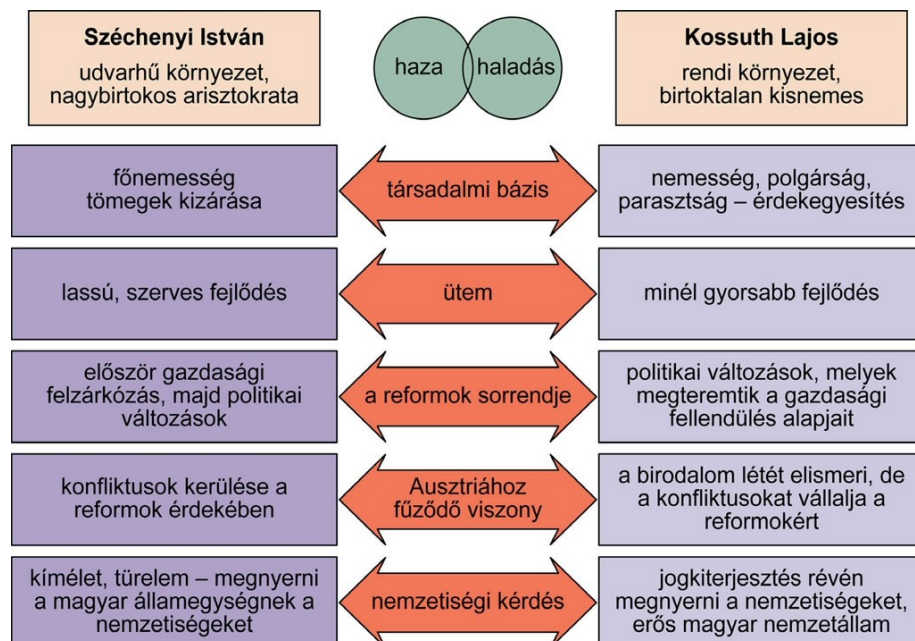 Széchenyi István
udvarhű környezet,
nagybirtokos arisztokrata
haza
haladás
Kossuth Lajos
rendi környezet,
birtoktalan kisnemes
főnemesség
tömegek kizárása
társadalmi bázis
nemesség, polgárság,
parasztság – érdekegyesítés
lassú, szerves fejlődés
ütem
minél gyorsabb fejlődés
először gazdasági
felzárkózás, majd politikai
változások
a reformok sorrendje
politikai változások, melyek
megteremtik a gazdasági
fellendülés alapjait
konfliktusok kerülése a
reformok érdekében
Ausztriához
fűződő viszony
a birodalom létét elismeri, de
a konfliktusokat vállalja a
reformokért
kímélet, türelem – megnyerni
a magyar államegységnek a
nemzetiségeket
nemzetiségi kérdés
jogkiterjesztés révén
megnyerni a nemzetiségeket,
erős magyar nemzetállam